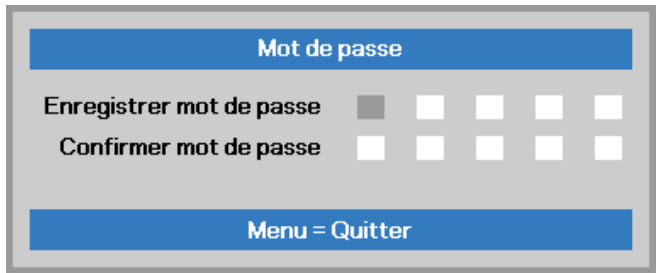 Mot de passe
Enregistrer mot de passe
Confirmer mot de passe
Menu = Quitter